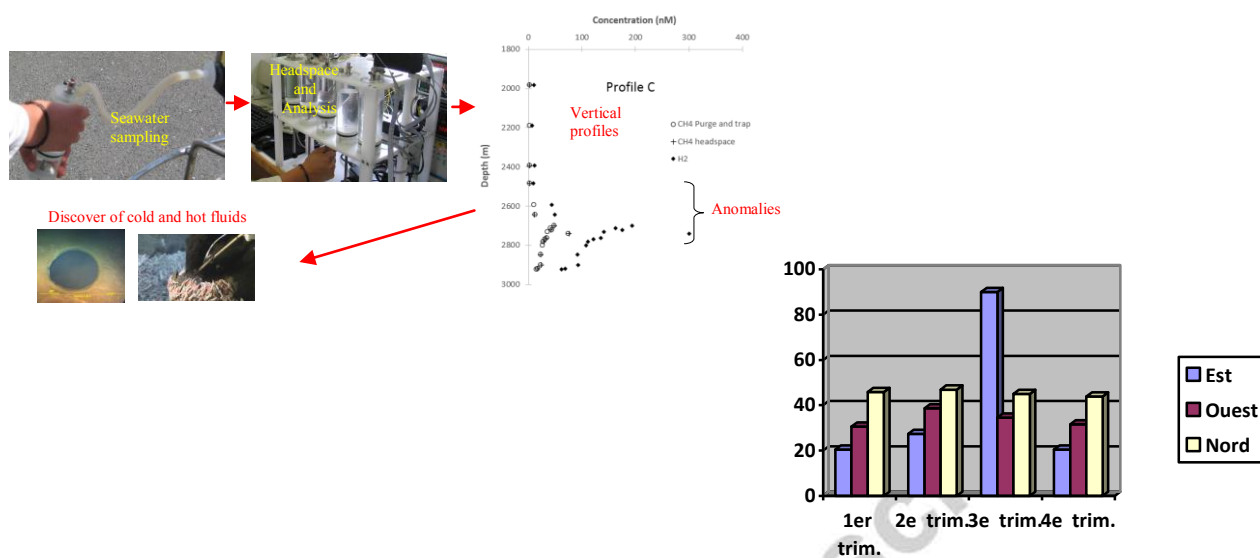 Seawater
sampling
Headspace
and
Analysis
Concentration (nM)
0 100 200 300 400
1800
2000
2200
2400
2600
2800
3000
Depth (m)
Profile C
Vertical
profiles
CH4 Purge and trap
CH4 headspace
H2
Anomalies
Discover of cold and hot fluids
100
80
60
40
20
0
1er
trim.
2e trim.
3e trim.
4e trim.
Est
Ouest
Nord